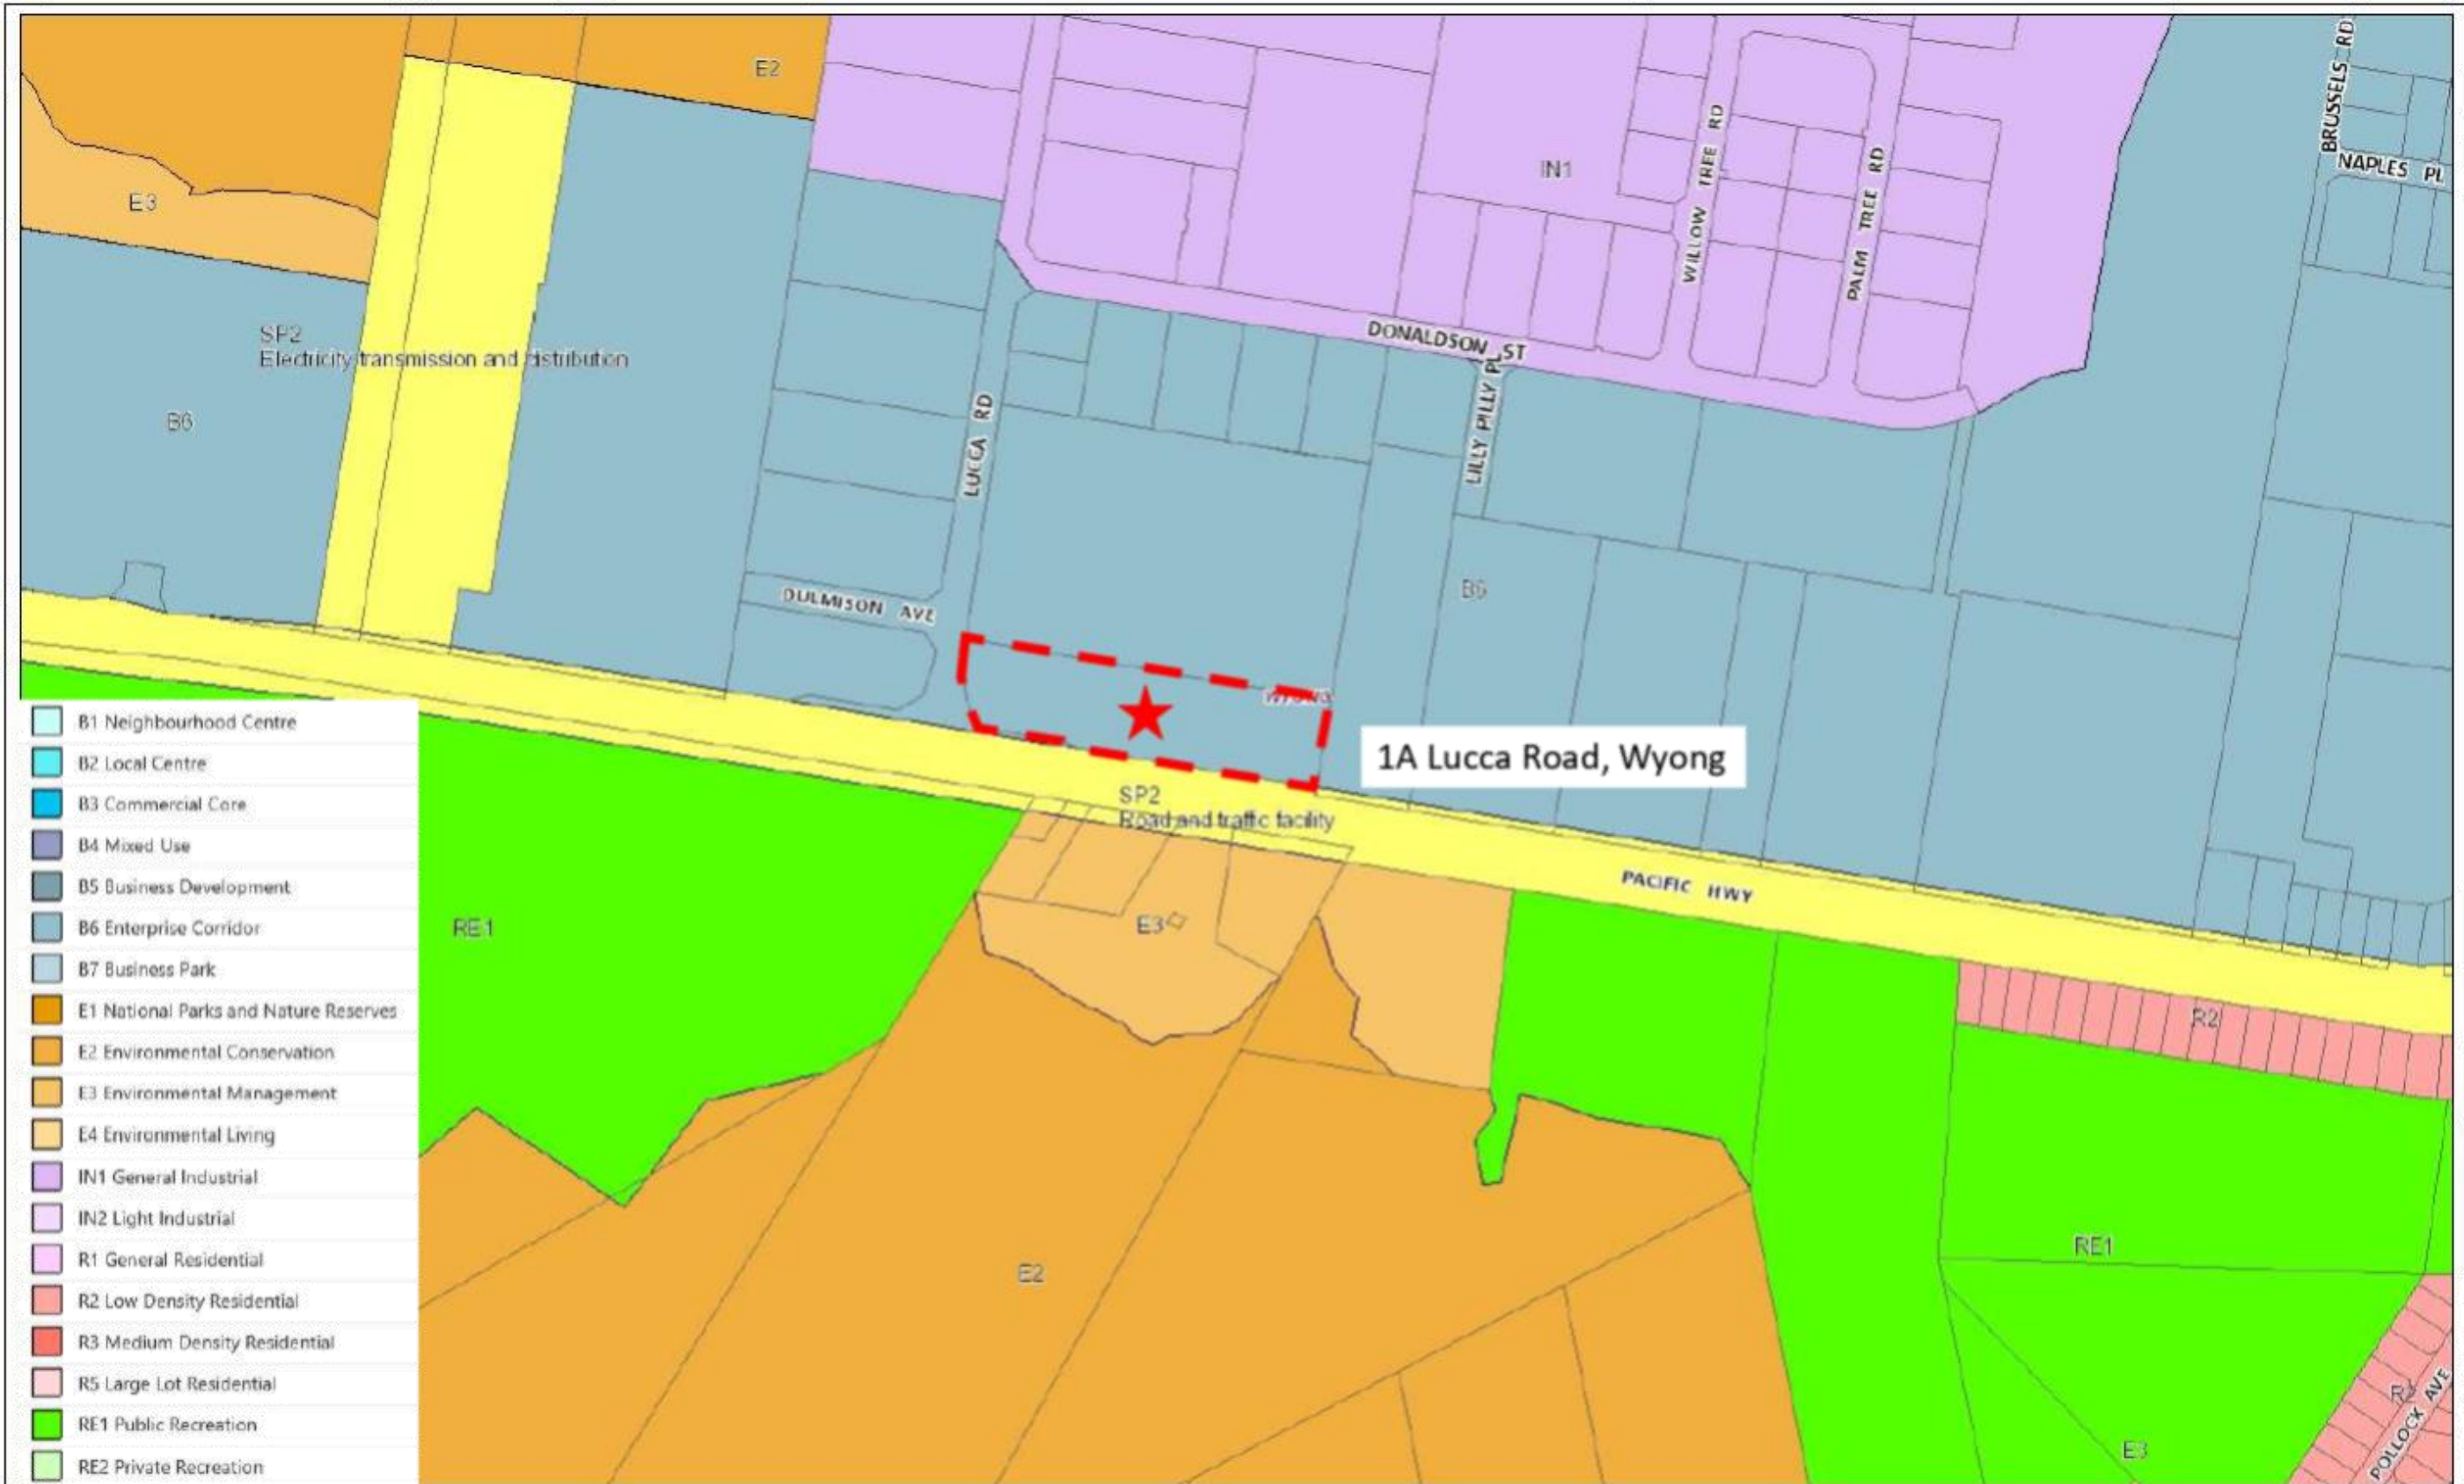 E2
BRUSSELS RD
NAPLES PL
IN1
WILLOW TREE RD
PALM TREE RD
E3
SP2
Electricity transmission and distribution
DONALDSON ST
LILLY PILLY
B6
LUCCA RD
B6
DULMISON AVE
WYONG
1A Lucca Road, Wyong
SP2
Road and traffic facility
PACIFIC HWY
RE1
E3
R2
E2
RE1
E3
POLLOCK AVE
B1 Neighbourhood Centre
B2 Local Centre
B3 Commercial Core
B4 Mixed Use
B5 Business Development
B6 Enterprise Corridor
B7 Business Park
E1 National Parks and Nature Reserves
E2 Environmental Conservation
E3 Environmental Management
E4 Environmental Living
IN1 General Industrial
IN2 Light Industrial
R1 General Residential
R2 Low Density Residential
R3 Medium Density Residential
R5 Large Lot Residential
RE1 Public Recreation
RE2 Private Recreation